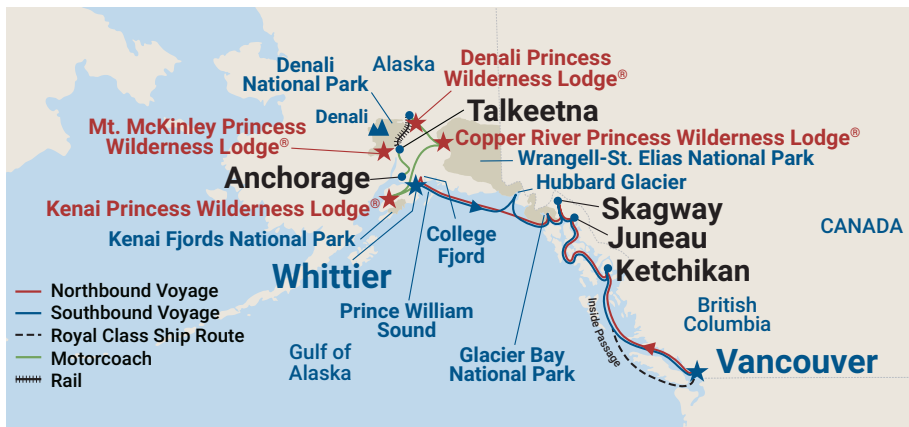 Denali
National Park
Alaska
Denali Princess
Wilderness Lodge®
Denali
Talkeetna
Mt. McKinley Princess
Wilderness Lodge®
Copper River Princess Wilderness Lodge®
Wrangell-St. Elias National Park
Anchorage
Hubbard Glacier
Kenai Princess Wilderness Lodge®
Skagway
Juneau
Kenai Fjords National Park
College
Fjord
CANADA
Whittier
Ketchikan
Prince William
Sound
Inside Passage
British
Columbia
Gulf of
Alaska
Glacier Bay
National Park
Vancouver
Northbound Voyage
Southbound Voyage
Royal Class Ship Route
Motorcoach
Rail